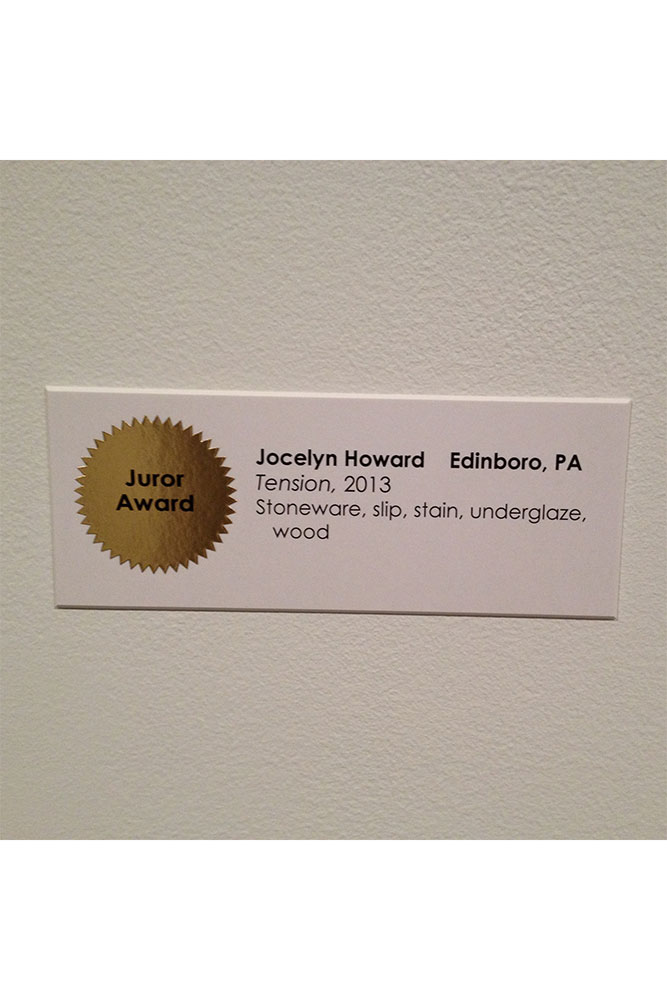 Juror
Award
Jocelyn Howard Edinboro, PA
Tension, 2013
Stoneware, slip, stain, underglaze,
wood